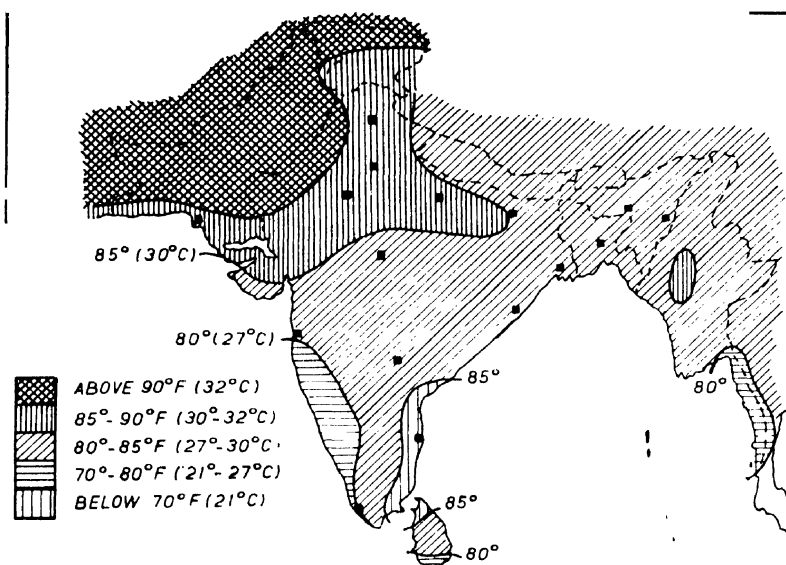 85° (30°C)
80° (27°C)
85°
80°
ABOVE 90°F (32°C)
85°- 90°F (30°-32°C)
80°-85°F (27°-30°C)
70°-80°F (21°-27°C)
BELOW 70°F (21°C)
85°
80°